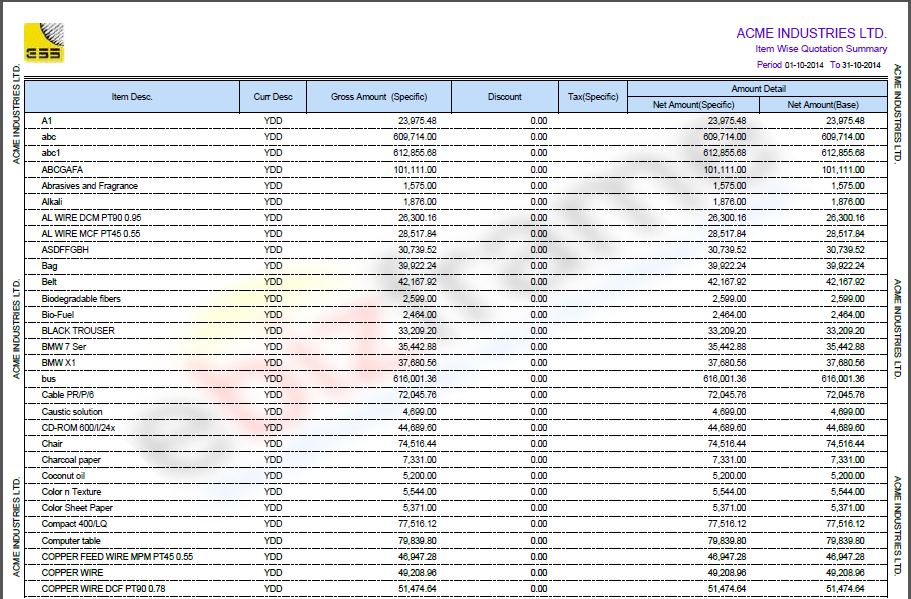 ESS
ACME INDUSTRIES LTD.
Item Wise Quotation Summary
Period 01-10-2014 To 31-10-2014
Item Desc. Curr Desc Gross Amount (Specific) Discount Tax(Specific) Amount Detail
Net Amount(Specific) Net Amount(Base)
A1 YDD 23,975.48 0.00 23,975.48 23,975.48
abc YDD 609,714.00 0.00 609,714.00 609,714.00
abc1 YDD 612,855.68 0.00 612,855.68 612,855.68
ABCGAFA YDD 101,111.00 0.00 101,111.00 101,111.00
Abrasives and Fragrance YDD 1,575.00 0.00 1,575.00 1,575.00
Alkali YDD 1,876.00 0.00 1,876.00 1,876.00
AL WIRE DCM PT90 0.95 YDD 26,300.16 0.00 26,300.16 26,300.16
AL WIRE MCF PT45 0.55 YDD 28,517.84 0.00 28,517.84 28,517.84
ASDFFGBH YDD 30,739.52 0.00 30,739.52 30,739.52
Bag YDD 39,922.24 0.00 39,922.24 39,922.24
Belt YDD 42,167.92 0.00 42,167.92 42,167.92
Biodegradable fibers YDD 2,599.00 0.00 2,599.00 2,599.00
Bio-Fuel YDD 2,464.00 0.00 2,464.00 2,464.00
BLACK TROUSER YDD 33,209.20 0.00 33,209.20 33,209.20
BMW 7 Ser YDD 35,442.88 0.00 35,442.88 35,442.88
BMW X1 YDD 37,680.56 0.00 37,680.56 37,680.56
bus YDD 616,001.36 0.00 616,001.36 616,001.36
Cable PR/P/6 YDD 72,045.76 0.00 72,045.76 72,045.76
Caustic solution YDD 4,699.00 0.00 4,699.00 4,699.00
CD-ROM 600/I/24x YDD 44,689.60 0.00 44,689.60 44,689.60
Chair YDD 74,516.44 0.00 74,516.44 74,516.44
Charcoal paper YDD 7,331.00 0.00 7,331.00 7,331.00
Coconut oil YDD 5,200.00 0.00 5,200.00 5,200.00
Color n Texture YDD 5,544.00 0.00 5,544.00 5,544.00
Color Sheet Paper YDD 5,371.00 0.00 5,371.00 5,371.00
Compact 400/LQ YDD 77,516.12 0.00 77,516.12 77,516.12
Computer table YDD 79,839.80 0.00 79,839.80 79,839.80
COPPER FEED WIRE MPM PT45 0.55 YDD 46,947.28 0.00 46,947.28 46,947.28
COPPER WIRE YDD 49,208.96 0.00 49,208.96 49,208.96
COPPER WIRE DCF PT90 0.78 YDD 51,474.64 0.00 51,474.64 51,474.64
ACME INDUSTRIES LTD.
ACME INDUSTRIES LTD.
ACME INDUSTRIES LTD.
ACME INDUSTRIES LTD.
ACME INDUSTRIES LTD.
ACME INDUSTRIES LTD.
ebizframe